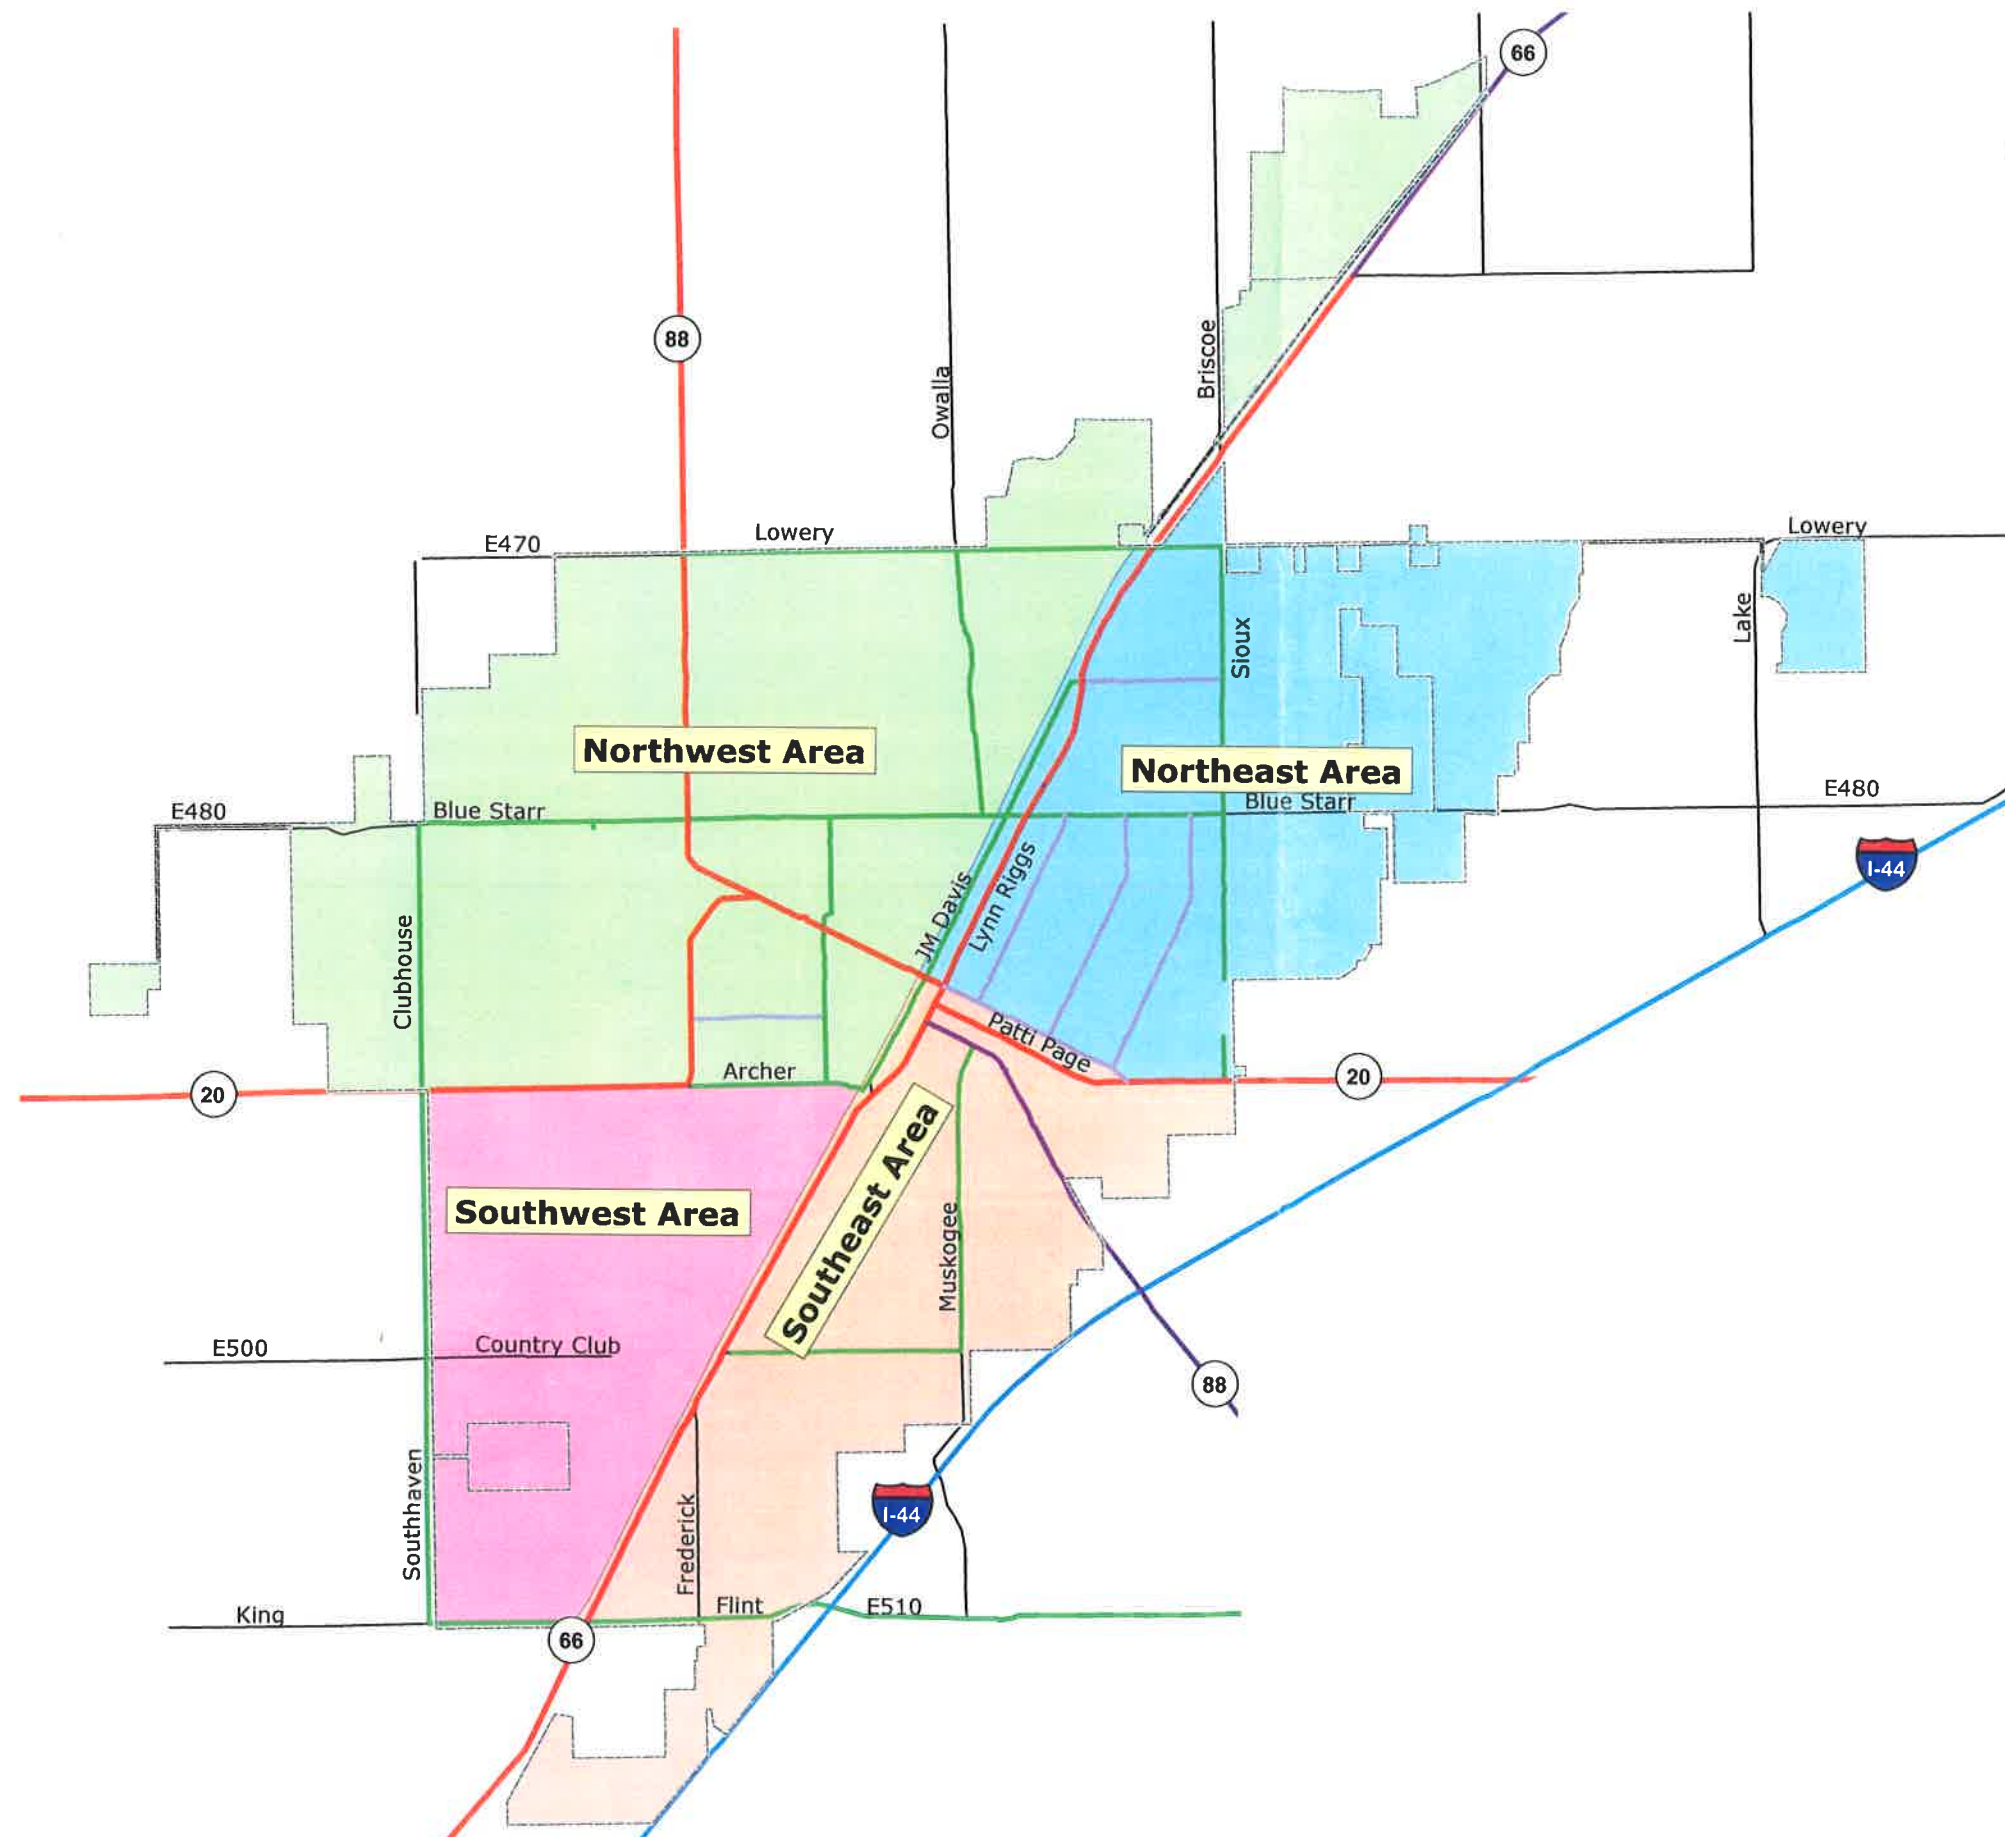 66
88
Owalla
Briscoe
E470
Lowery
Lowery
Sioux
Lake
Northwest Area
Northeast Area
E480
Blue Starr
Blue Starr
E480
I-44
JM Davis
Lynn Riggs
Clubhouse
Patti Page
Archer
20
20
Southeast Area
Southwest Area
Muskogee
E500
Country Club
88
Southhaven
Frederick
I-44
King
Flint
E510
66